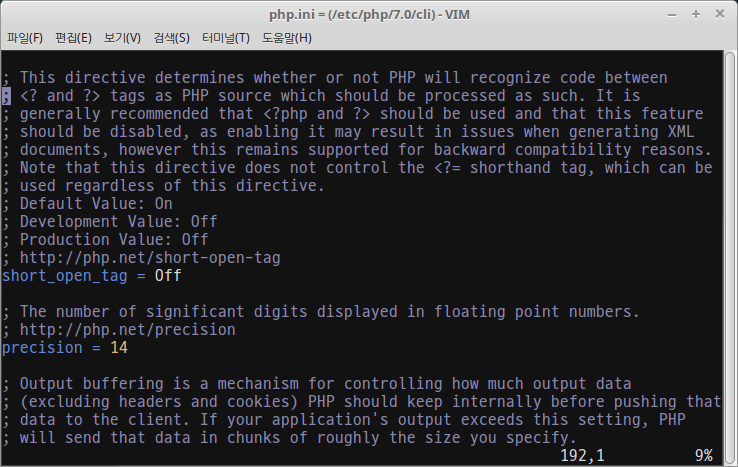 php.ini = (/etc/php/7.0/cli) - VIM
파일(F) 편집(E) 보기(V) 검색(S) 터미널(T) 도움말(H)
; This directive determines whether or not PHP will recognize code between
; <? and ?> tags as PHP source which should be processed as such. It is
; generally recommended that <?php and ?> should be used and that this feature
; should be disabled, as enabling it may result in issues when generating XML
; documents, however this remains supported for backward compatibility reasons.
; Note that this directive does not control the <?= shorthand tag, which can be
; used regardless of this directive.
; Default Value: On
; Development Value: Off
; Production Value: Off
; http://php.net/short-open-tag
short_open_tag = Off
; The number of significant digits displayed in floating point numbers.
; http://php.net/precision
precision = 14
; Output buffering is a mechanism for controlling how much output data
; (excluding headers and cookies) PHP should keep internally before pushing that
; data to the client. If your application's output exceeds this setting, PHP
; will send that data in chunks of roughly the size you specify.
192,1 9%